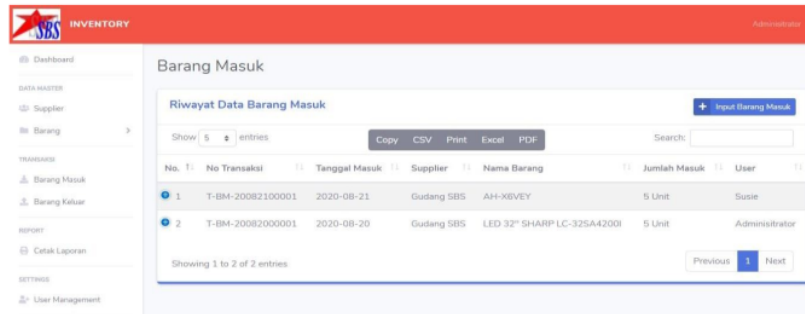 SBS INVENTORY Administrator
Dashboard
Barang Masuk
DATA MASTER
Supplier
Riwayat Data Barang Masuk
+ Input Barang Masuk
Barang
Show 5 entries
Copy CSV Print Excel PDF
Search:
TRANSAKSI
No. No Transaksi Tanggal Masuk Supplier Nama Barang Jumlah Masuk User
Barang Masuk
1 T-BM-20082100001 2020-08-21 Gudang SBS AH-X6VEY 5 Unit Susie
Barang Keluar
2 T-BM-20082000001 2020-08-20 Gudang SBS LED 32" SHARP LC-32SA4200I 5 Unit Adminisitrator
REPORT
Cetak Laporan
Showing 1 to 2 of 2 entries
Previous 1 Next
SETTINGS
User Management